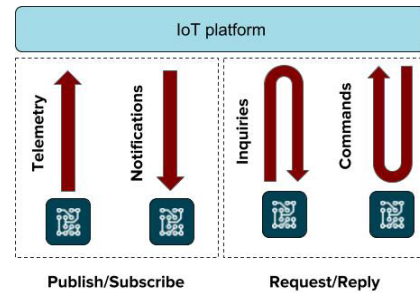 IoT platform
Telemetry
Notifications
Inquiries
Commands
Publish/Subscribe
Request/Reply